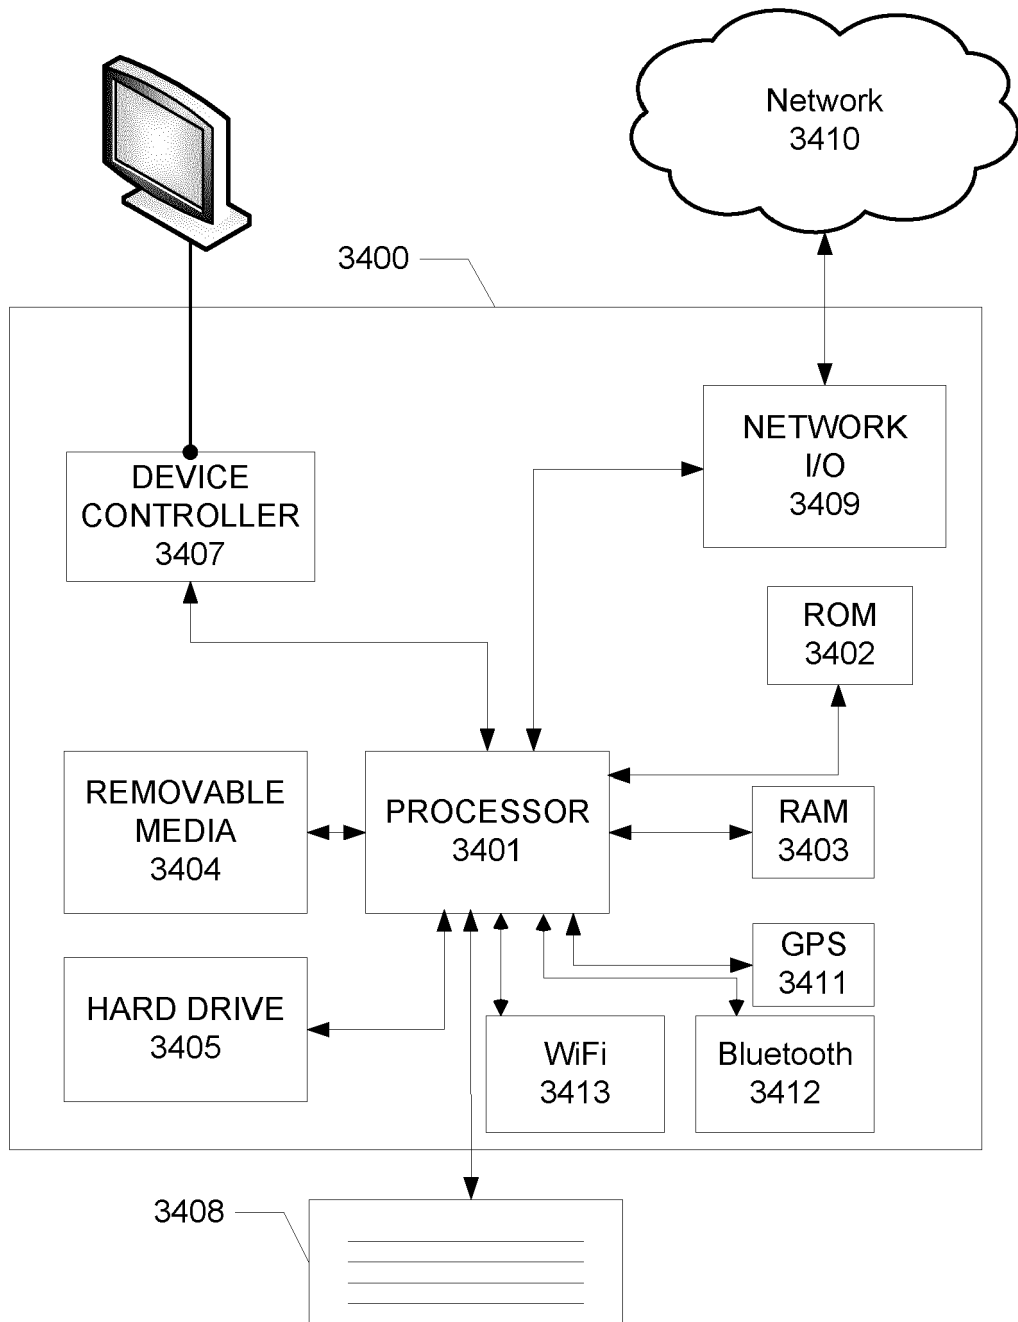 Network
3410
3400
NETWORK
I/O
3409
DEVICE
CONTROLLER
3407
ROM
3402
REMOVABLE
MEDIA
3404
PROCESSOR
3401
RAM
3403
GPS
3411
HARD DRIVE
3405
WiFi
3413
Bluetooth
3412
3408